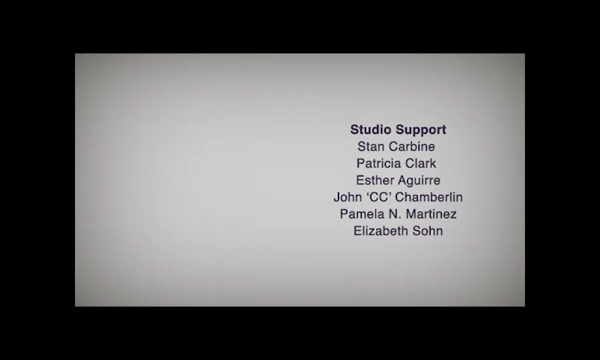 Studio Support
Stan Carbine
Patricia Clark
Esther Aguirre
John ‘CC’ Chamberlin
Pamela N. Martinez
Elizabeth Sohn